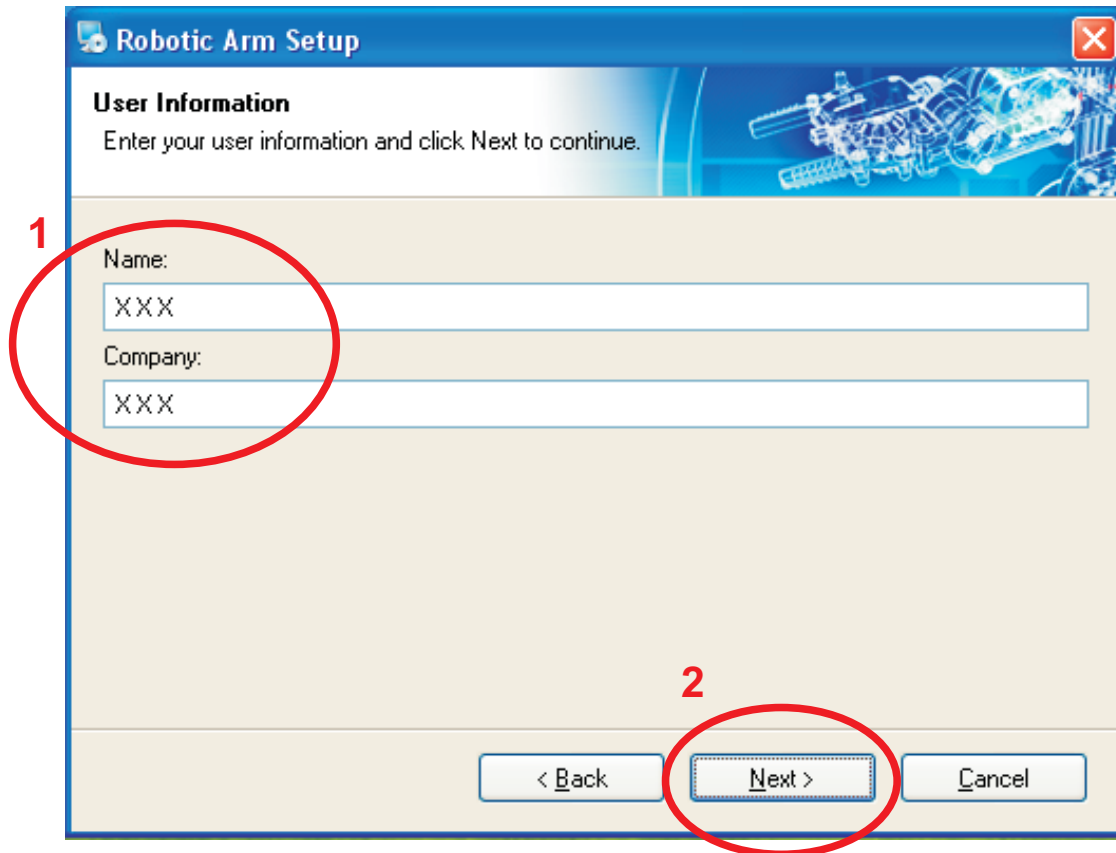 Robotic Arm Setup
User Information
Enter your user information and click Next to continue.
1
Name:
XXX
Company:
XXX
2
< Back
Next >
Cancel